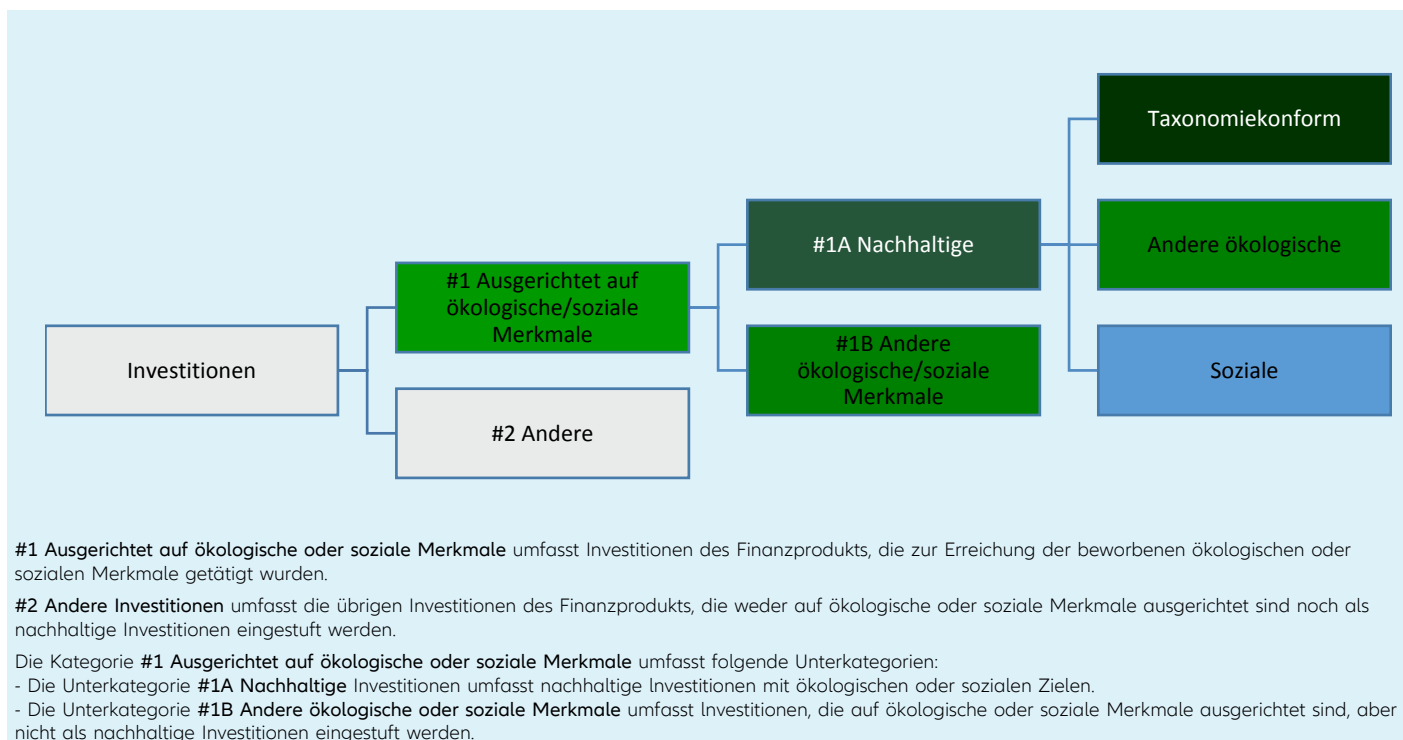 Taxonomiekonform
#1A Nachhaltige
Andere ökologische
#1 Ausgerichtet auf
ökologische/soziale
Merkmale
#1B Andere
ökologische/soziale
Merkmale
Investitionen
Soziale
#2 Andere
#1 Ausgerichtet auf ökologische oder soziale Merkmale umfasst Investitionen des Finanzprodukts, die zur Erreichung der beworbenen ökologischen oder
sozialen Merkmale getätigt wurden.
#2 Andere Investitionen umfasst die übrigen Investitionen des Finanzprodukts, die weder auf ökologische oder soziale Merkmale ausgerichtet sind noch als
nachhaltige Investitionen eingestuft werden.
Die Kategorie #1 Ausgerichtet auf ökologische oder soziale Merkmale umfasst folgende Unterkategorien:
- Die Unterkategorie #1A Nachhaltige Investitionen umfasst nachhaltige Investitionen mit ökologischen oder sozialen Zielen.
- Die Unterkategorie #1B Andere ökologische oder soziale Merkmale umfasst Investitionen, die auf ökologische oder soziale Merkmale ausgerichtet sind, aber
nicht als nachhaltige Investitionen eingestuft werden.